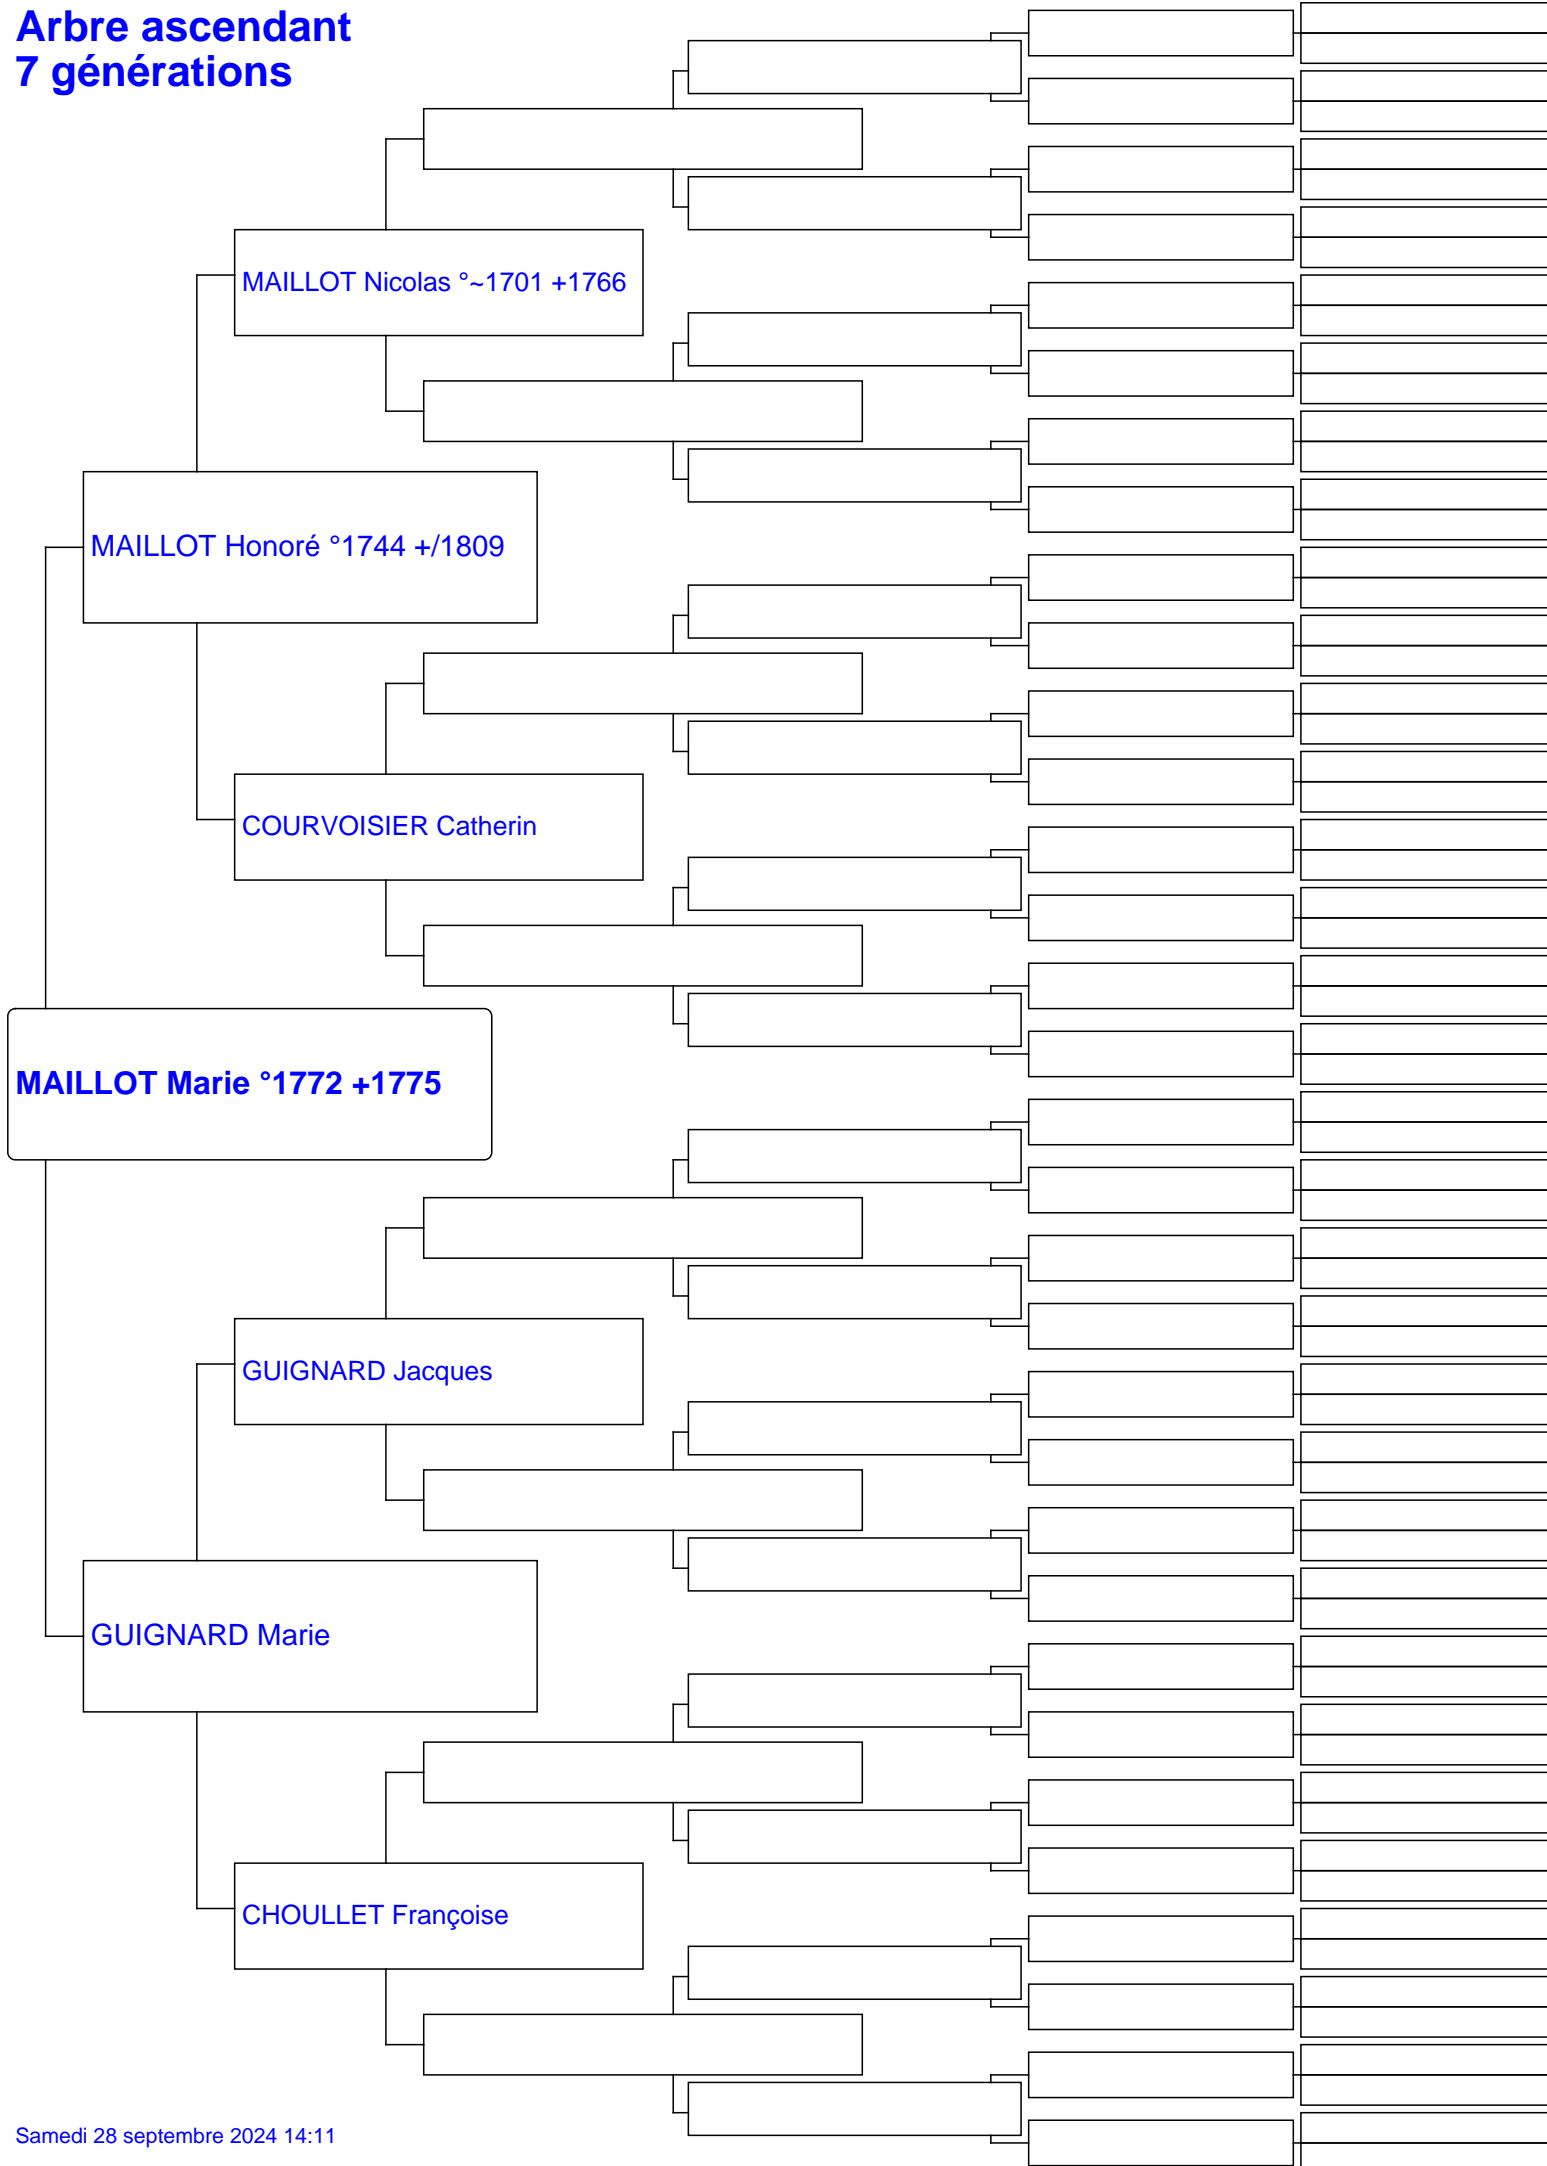 Arbre ascendant
7 générations
MAILLOT Nicolas °~1701 +1766
MAILLOT Honoré °1744 +/1809
COURVOISIER Catherin
MAILLOT Marie °1772 +1775
GUIGNARD Jacques
GUIGNARD Marie
CHOULLET Françoise
Samedi 28 septembre 2024 14:11